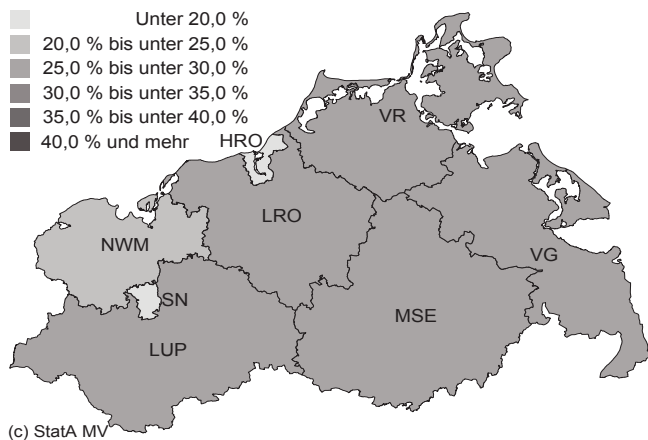 Unter 20,0 %
20,0 % bis unter 25,0 %
25,0 % bis unter 30,0 %
30,0 % bis unter 35,0 %
35,0 % bis unter 40,0 %
40,0 % und mehr
HRO
VR
LRO
NWM
VG
SN
MSE
LUP
(c) StatA MV